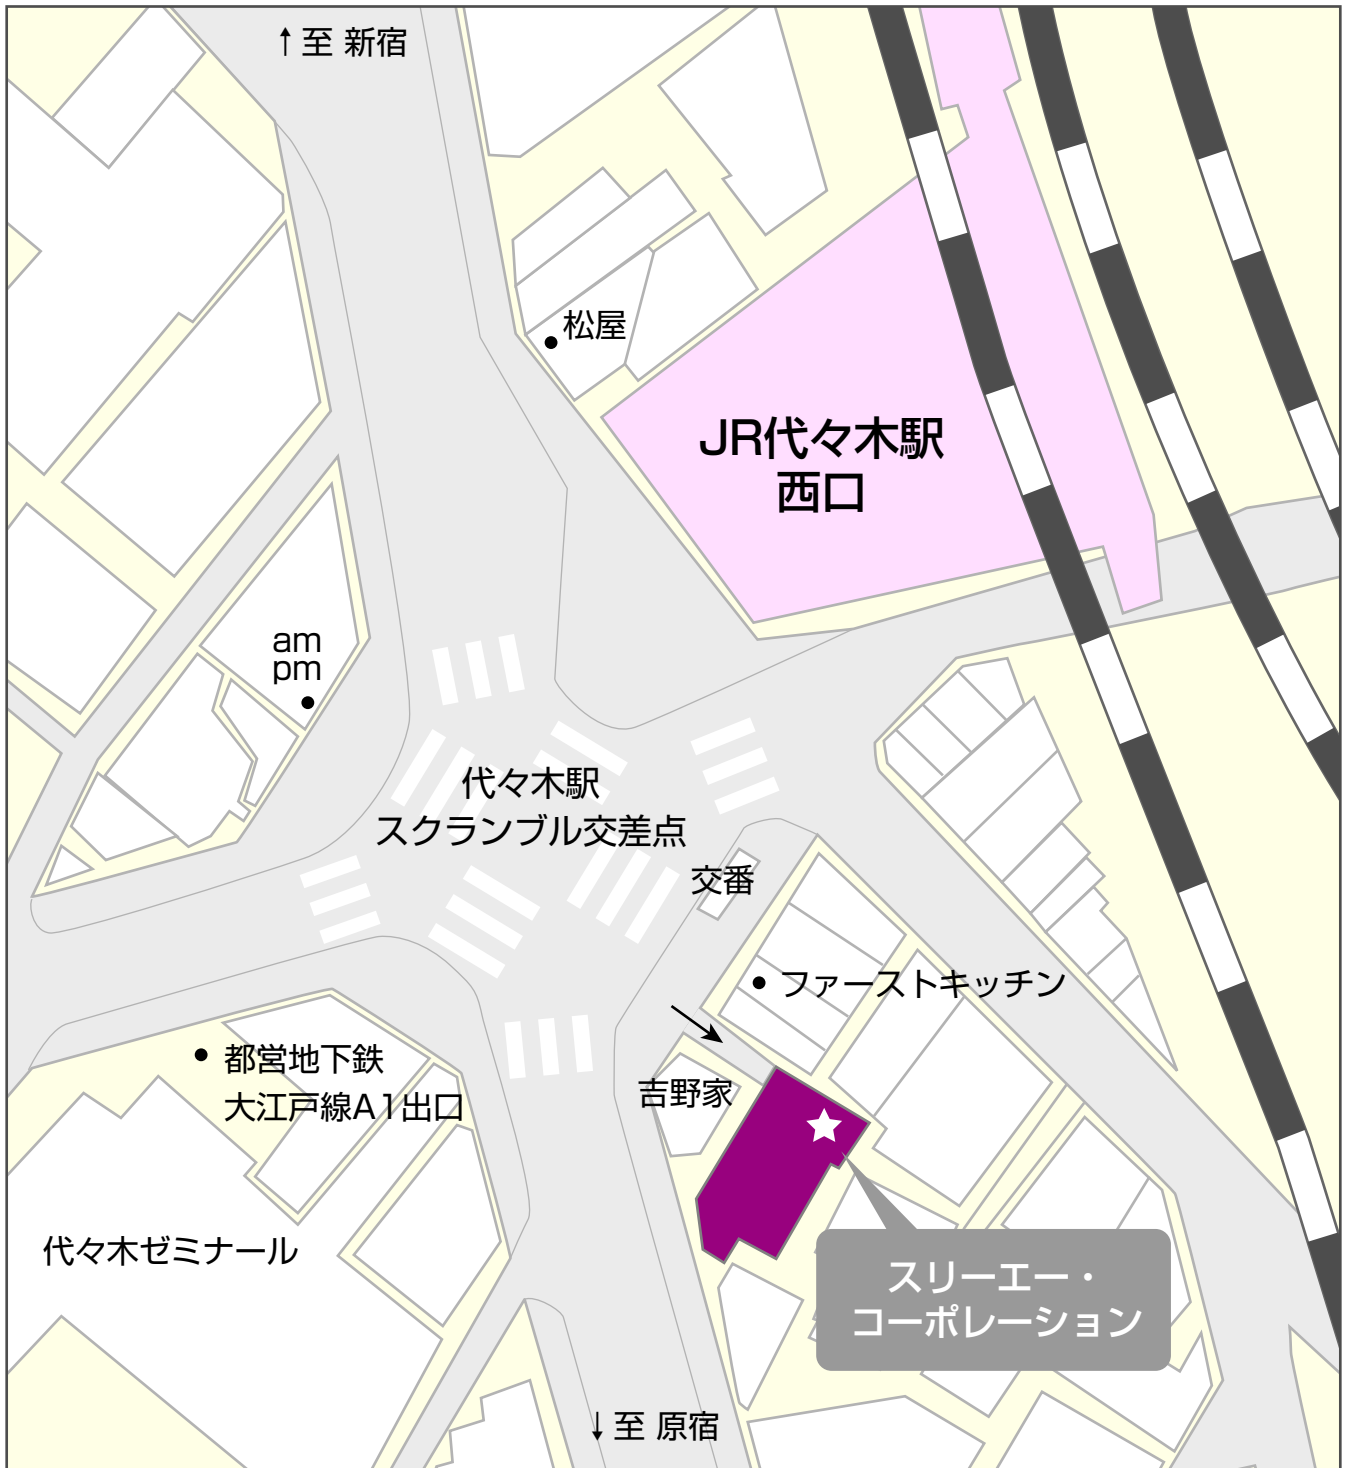 ↑至 新宿
松屋
JR代々木駅
西口
am
pm
代々木駅
スクランブル交差点
交番
ファーストキッチン
都営地下鉄
大江戸線A1出口
吉野家
代々木ゼミナール
スリーエー・
コーポレーション
↓至 原宿